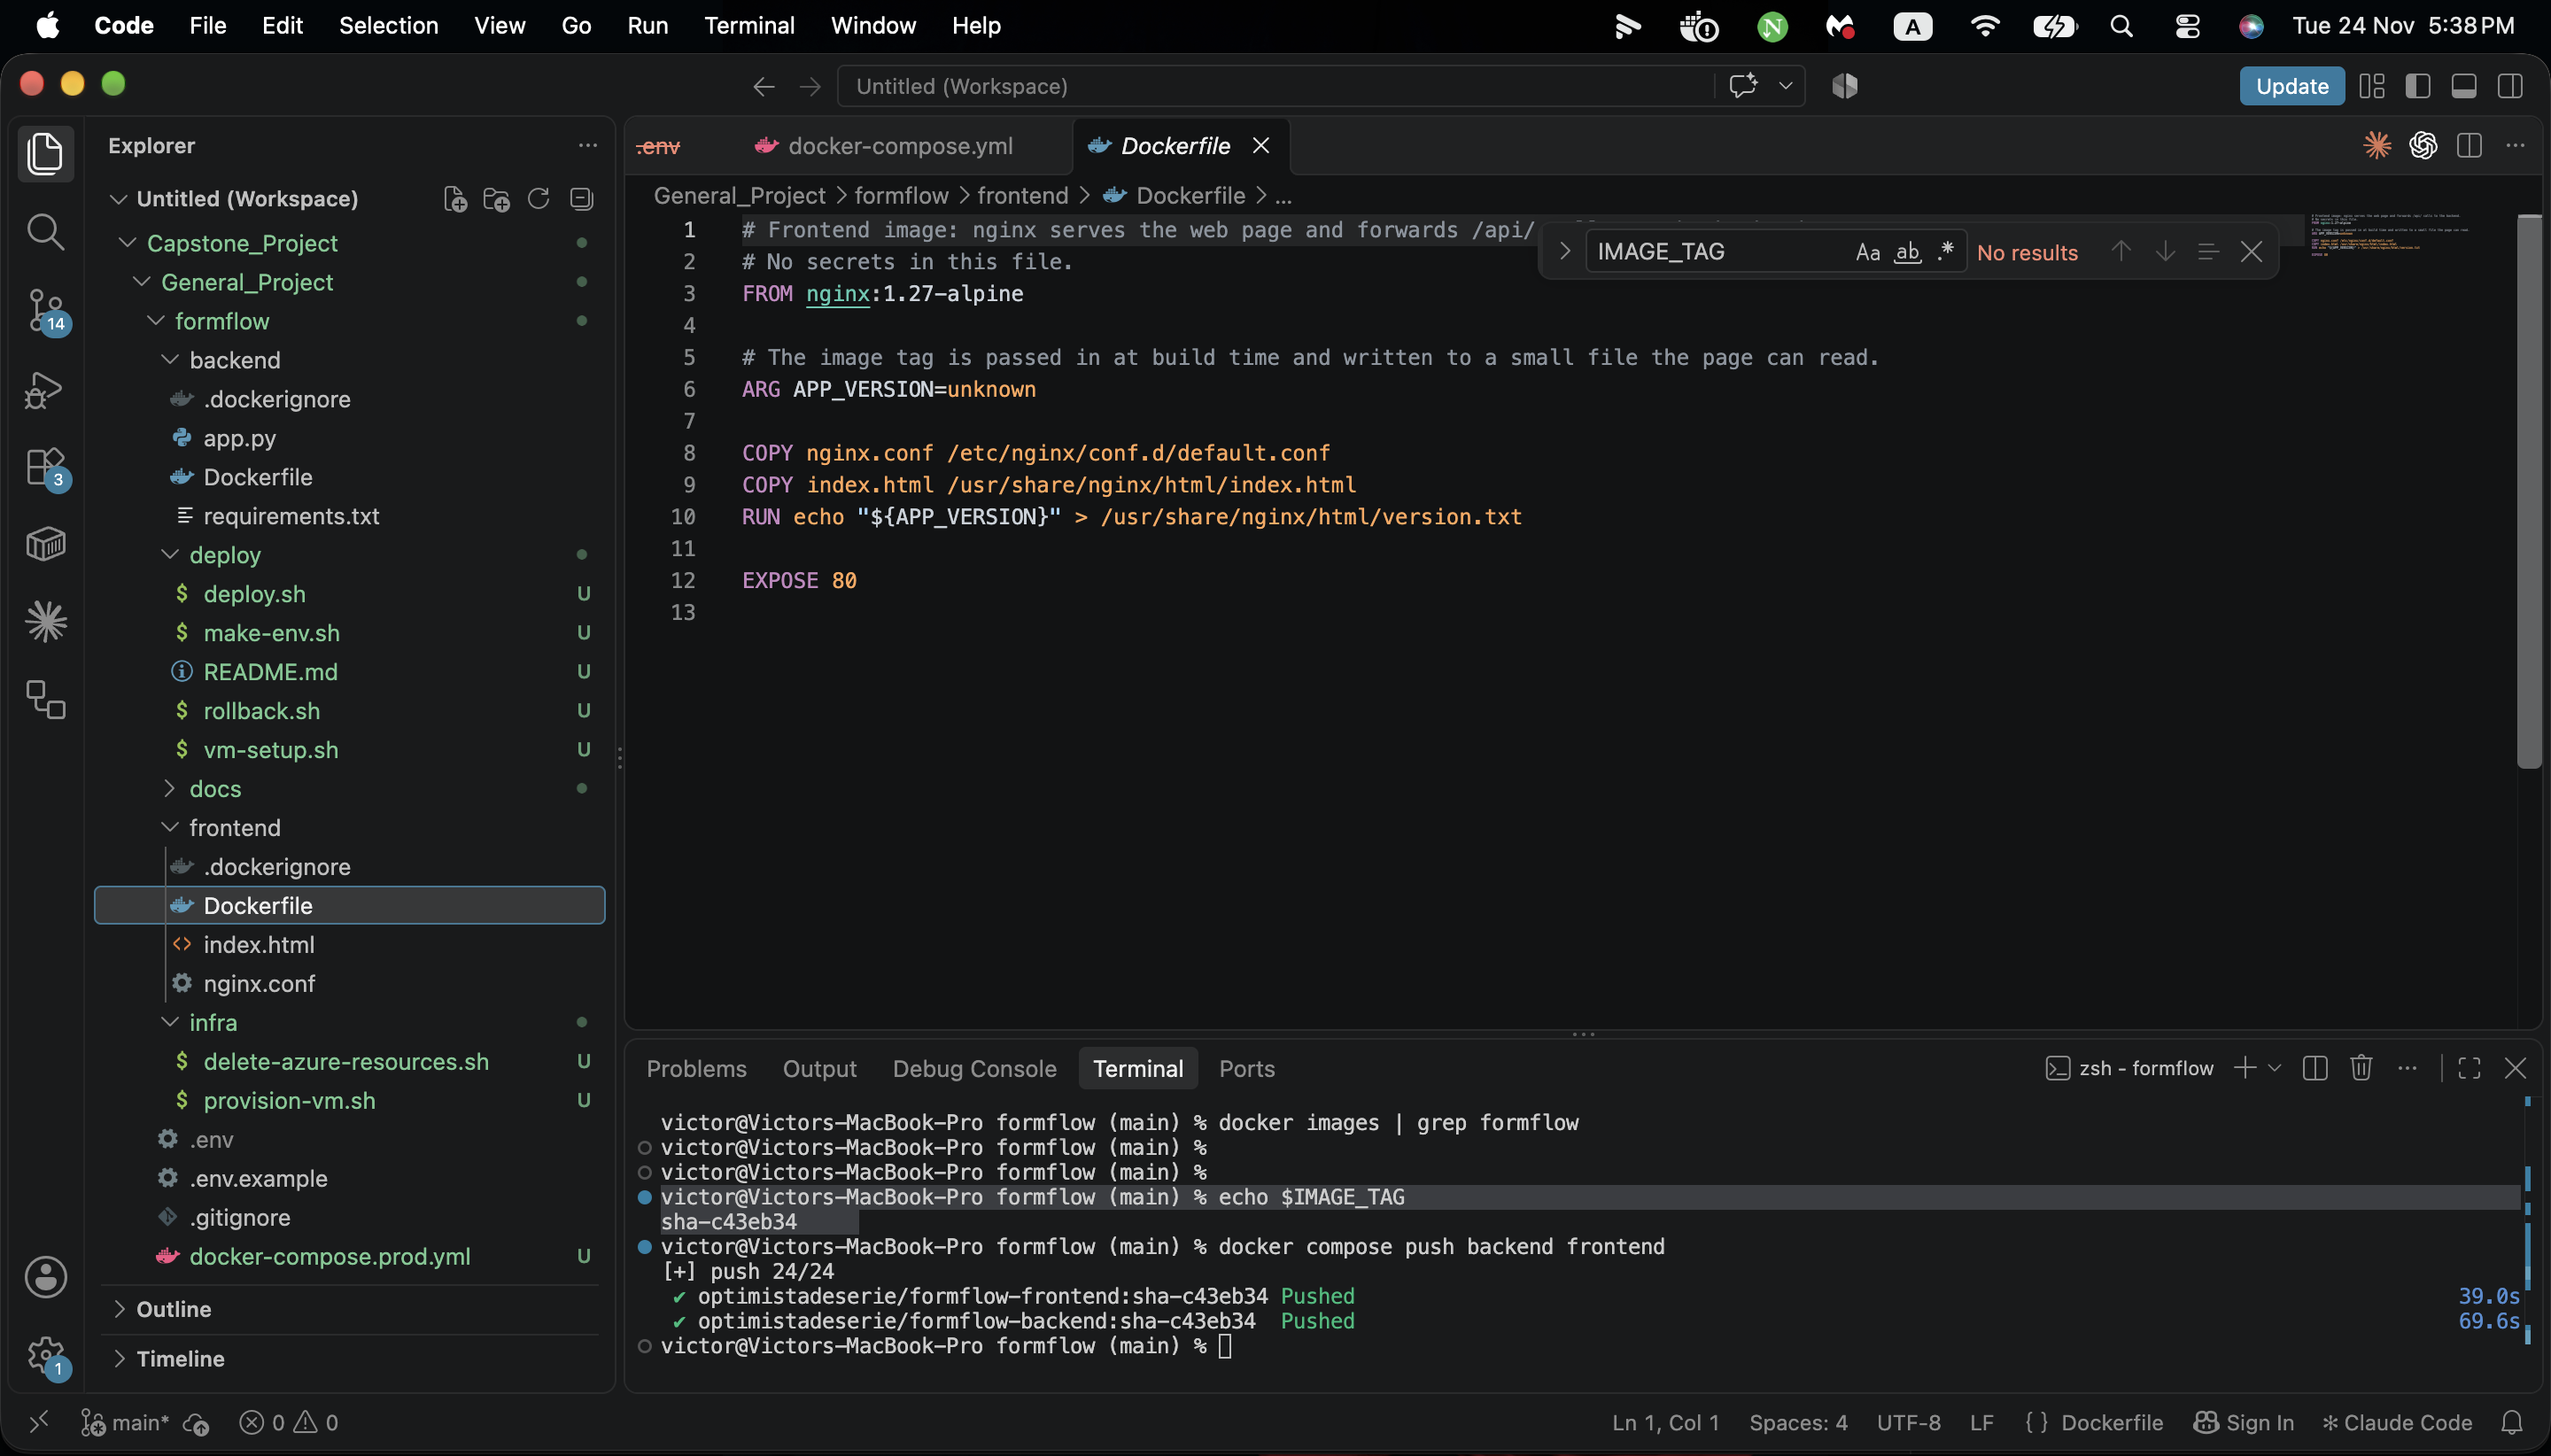 Code File Edit Selection View Go Run Terminal Window Help A Tue 24 Nov 5:38 PM
Untitled (Workspace) Update
Explorer
Untitled (Workspace)
Capstone_Project
General_Project
formflow
backend
.dockerignore
app.py
Dockerfile
requirements.txt
deploy
deploy.sh U
make-env.sh U
README.md U
rollback.sh U
vm-setup.sh U
docs
frontend
.dockerignore
Dockerfile
index.html
nginx.conf
infra
delete-azure-resources.sh U
provision-vm.sh U
.env
.env.example
.gitignore
docker-compose.prod.yml U
Outline
Timeline
14
3
1
.env docker-compose.yml Dockerfile
General_Project > formflow > frontend > Dockerfile > ...
IMAGE_TAG Aa ab .* No results
1 # Frontend image: nginx serves the web page and forwards /api/
2 # No secrets in this file.
3 FROM nginx:1.27-alpine
4
5 # The image tag is passed in at build time and written to a small file the page can read.
6 ARG APP_VERSION=unknown
7
8 COPY nginx.conf /etc/nginx/conf.d/default.conf
9 COPY index.html /usr/share/nginx/html/index.html
10 RUN echo "${APP_VERSION}" > /usr/share/nginx/html/version.txt
11
12 EXPOSE 80
13
Problems Output Debug Console Terminal Ports zsh - formflow
victor@Victors-MacBook-Pro formflow (main) % docker images | grep formflow
victor@Victors-MacBook-Pro formflow (main) %
victor@Victors-MacBook-Pro formflow (main) %
victor@Victors-MacBook-Pro formflow (main) % echo $IMAGE_TAG
sha-c43eb34
victor@Victors-MacBook-Pro formflow (main) % docker compose push backend frontend
[+] push 24/24
✔ optimistadeserie/formflow-frontend:sha-c43eb34 Pushed 39.0s
✔ optimistadeserie/formflow-backend:sha-c43eb34 Pushed 69.6s
victor@Victors-MacBook-Pro formflow (main) %
main* 0 0 Ln 1, Col 1 Spaces: 4 UTF-8 LF { } Dockerfile Sign In Claude Code